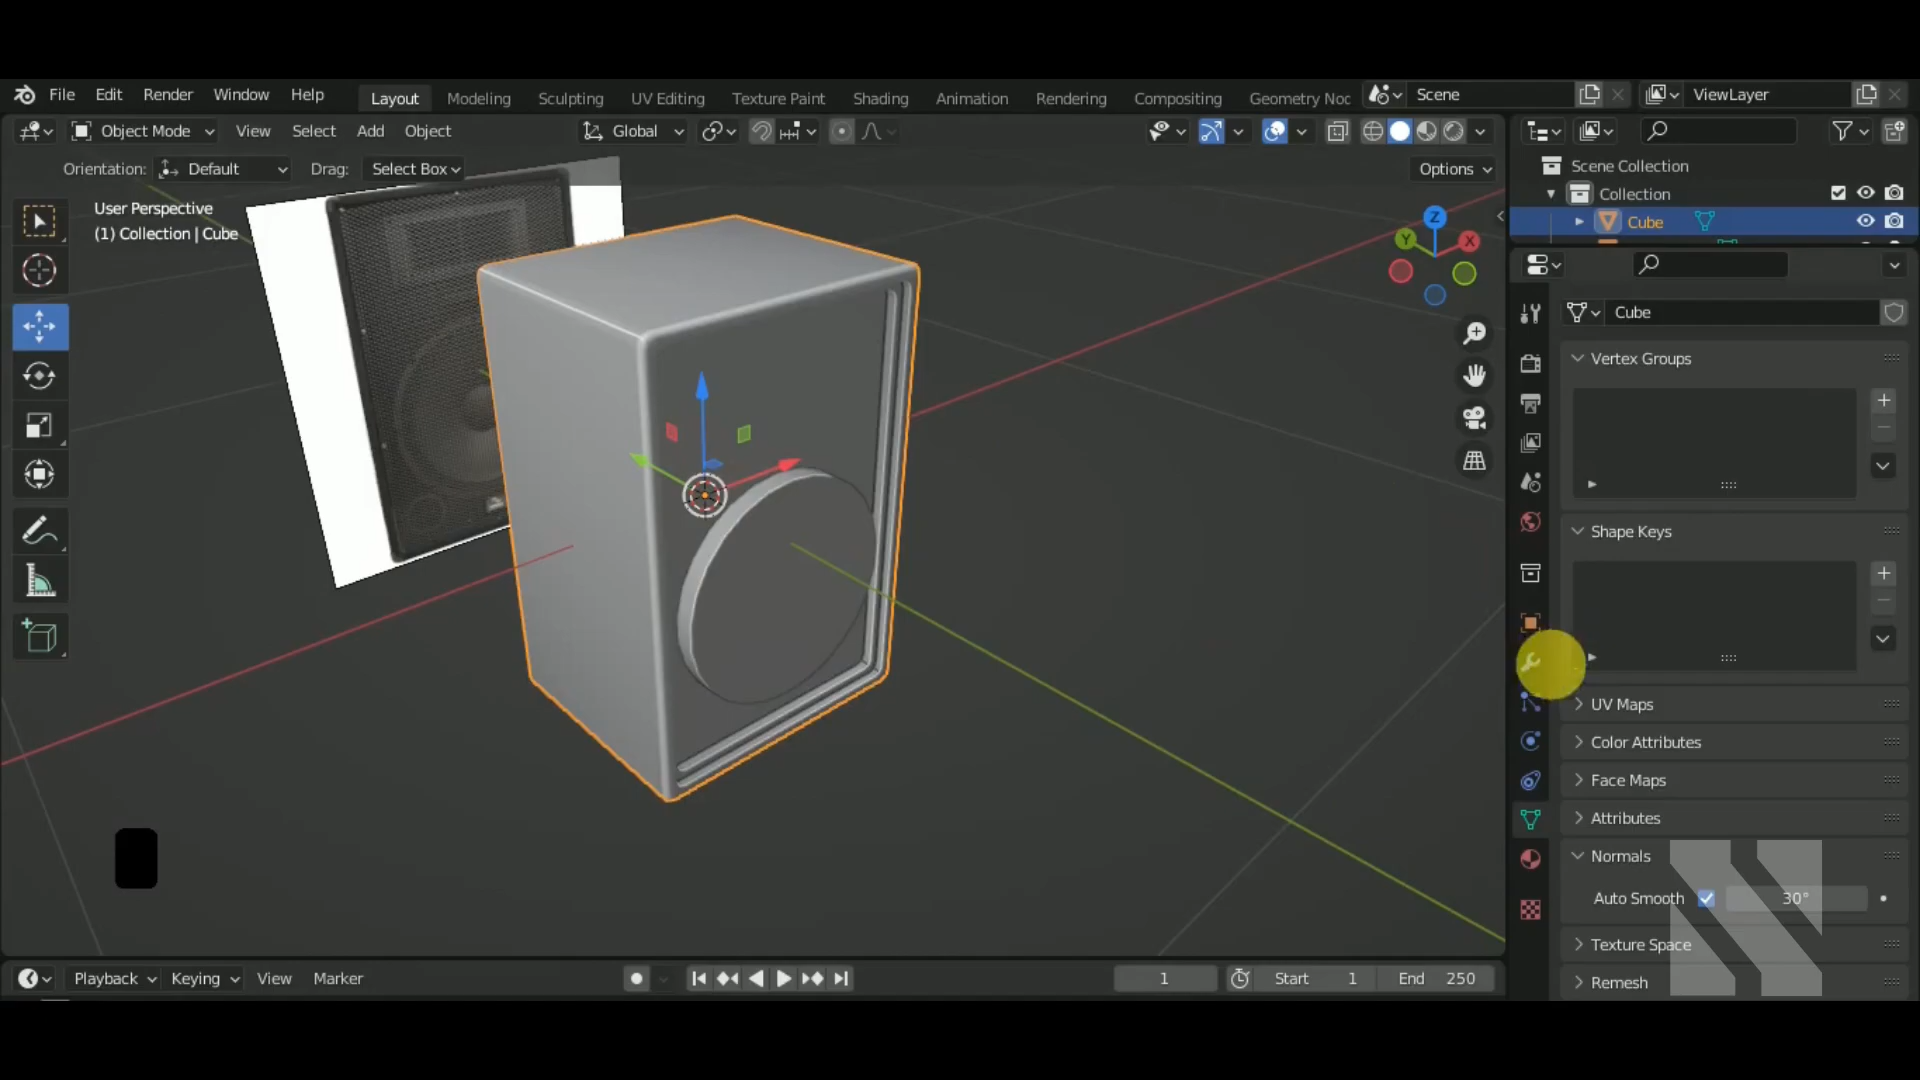 File Edit Render Window Help Layout Modeling Sculpting UV Editing Texture Paint Shading Animation Rendering Compositing Geometry Noc Scene ViewLayer
Object Mode View Select Add Object Global
Orientation: Default Drag: Select Box Options
Scene Collection
Collection
Cube
User Perspective
(1) Collection | Cube
Z
Y
X
Cube
Vertex Groups
Shape Keys
UV Maps
Color Attributes
Face Maps
Attributes
Normals
Auto Smooth 30°
Texture Space
Remesh
Playback Keying View Marker 1 Start 1 End 250